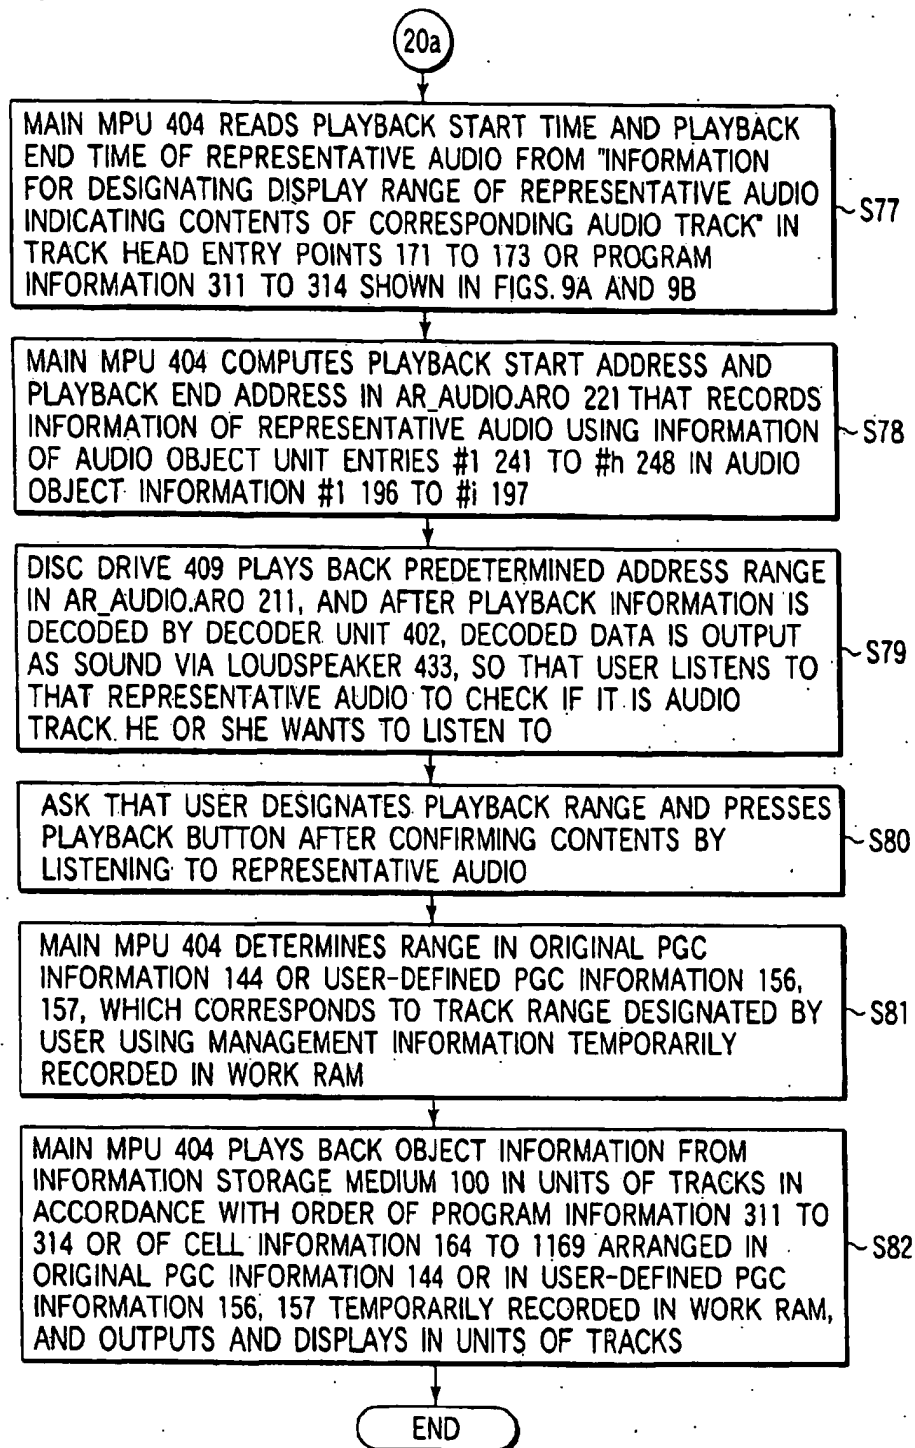 20a
MAIN MPU 404 READS PLAYBACK START TIME AND PLAYBACK
END TIME OF REPRESENTATIVE AUDIO FROM "INFORMATION
FOR DESIGNATING DISPLAY RANGE OF REPRESENTATIVE AUDIO
INDICATING CONTENTS OF CORRESPONDING AUDIO TRACK" IN
TRACK HEAD ENTRY POINTS 171 TO 173 OR PROGRAM
INFORMATION 311 TO 314 SHOWN IN FIGS. 9A AND 9B
S77
MAIN MPU 404 COMPUTES PLAYBACK START ADDRESS AND
PLAYBACK END ADDRESS IN AR_AUDIO.ARO 221 THAT RECORDS
INFORMATION OF REPRESENTATIVE AUDIO USING INFORMATION
OF AUDIO OBJECT UNIT ENTRIES #1 241 TO #h 248 IN AUDIO
OBJECT INFORMATION #1 196 TO #i 197
S78
DISC DRIVE 409 PLAYS BACK PREDETERMINED ADDRESS RANGE
IN AR_AUDIO.ARO 211, AND AFTER PLAYBACK INFORMATION IS
DECODED BY DECODER UNIT 402, DECODED DATA IS OUTPUT
AS SOUND VIA LOUDSPEAKER 433, SO THAT USER LISTENS TO
THAT REPRESENTATIVE AUDIO TO CHECK IF IT IS AUDIO
TRACK HE OR SHE WANTS TO LISTEN TO
S79
ASK THAT USER DESIGNATES PLAYBACK RANGE AND PRESSES
PLAYBACK BUTTON AFTER CONFIRMING CONTENTS BY
LISTENING TO REPRESENTATIVE AUDIO
S80
MAIN MPU 404 DETERMINES RANGE IN ORIGINAL PGC
INFORMATION 144 OR USER-DEFINED PGC INFORMATION 156,
157, WHICH CORRESPONDS TO TRACK RANGE DESIGNATED BY
USER USING MANAGEMENT INFORMATION TEMPORARILY
RECORDED IN WORK RAM
S81
MAIN MPU 404 PLAYS BACK OBJECT INFORMATION FROM
INFORMATION STORAGE MEDIUM 100 IN UNITS OF TRACKS IN
ACCORDANCE WITH ORDER OF PROGRAM INFORMATION 311 TO
314 OR OF CELL INFORMATION 164 TO 1169 ARRANGED IN
ORIGINAL PGC INFORMATION 144 OR IN USER-DEFINED PGC
INFORMATION 156, 157 TEMPORARILY RECORDED IN WORK RAM,
AND OUTPUTS AND DISPLAYS IN UNITS OF TRACKS
S82
END